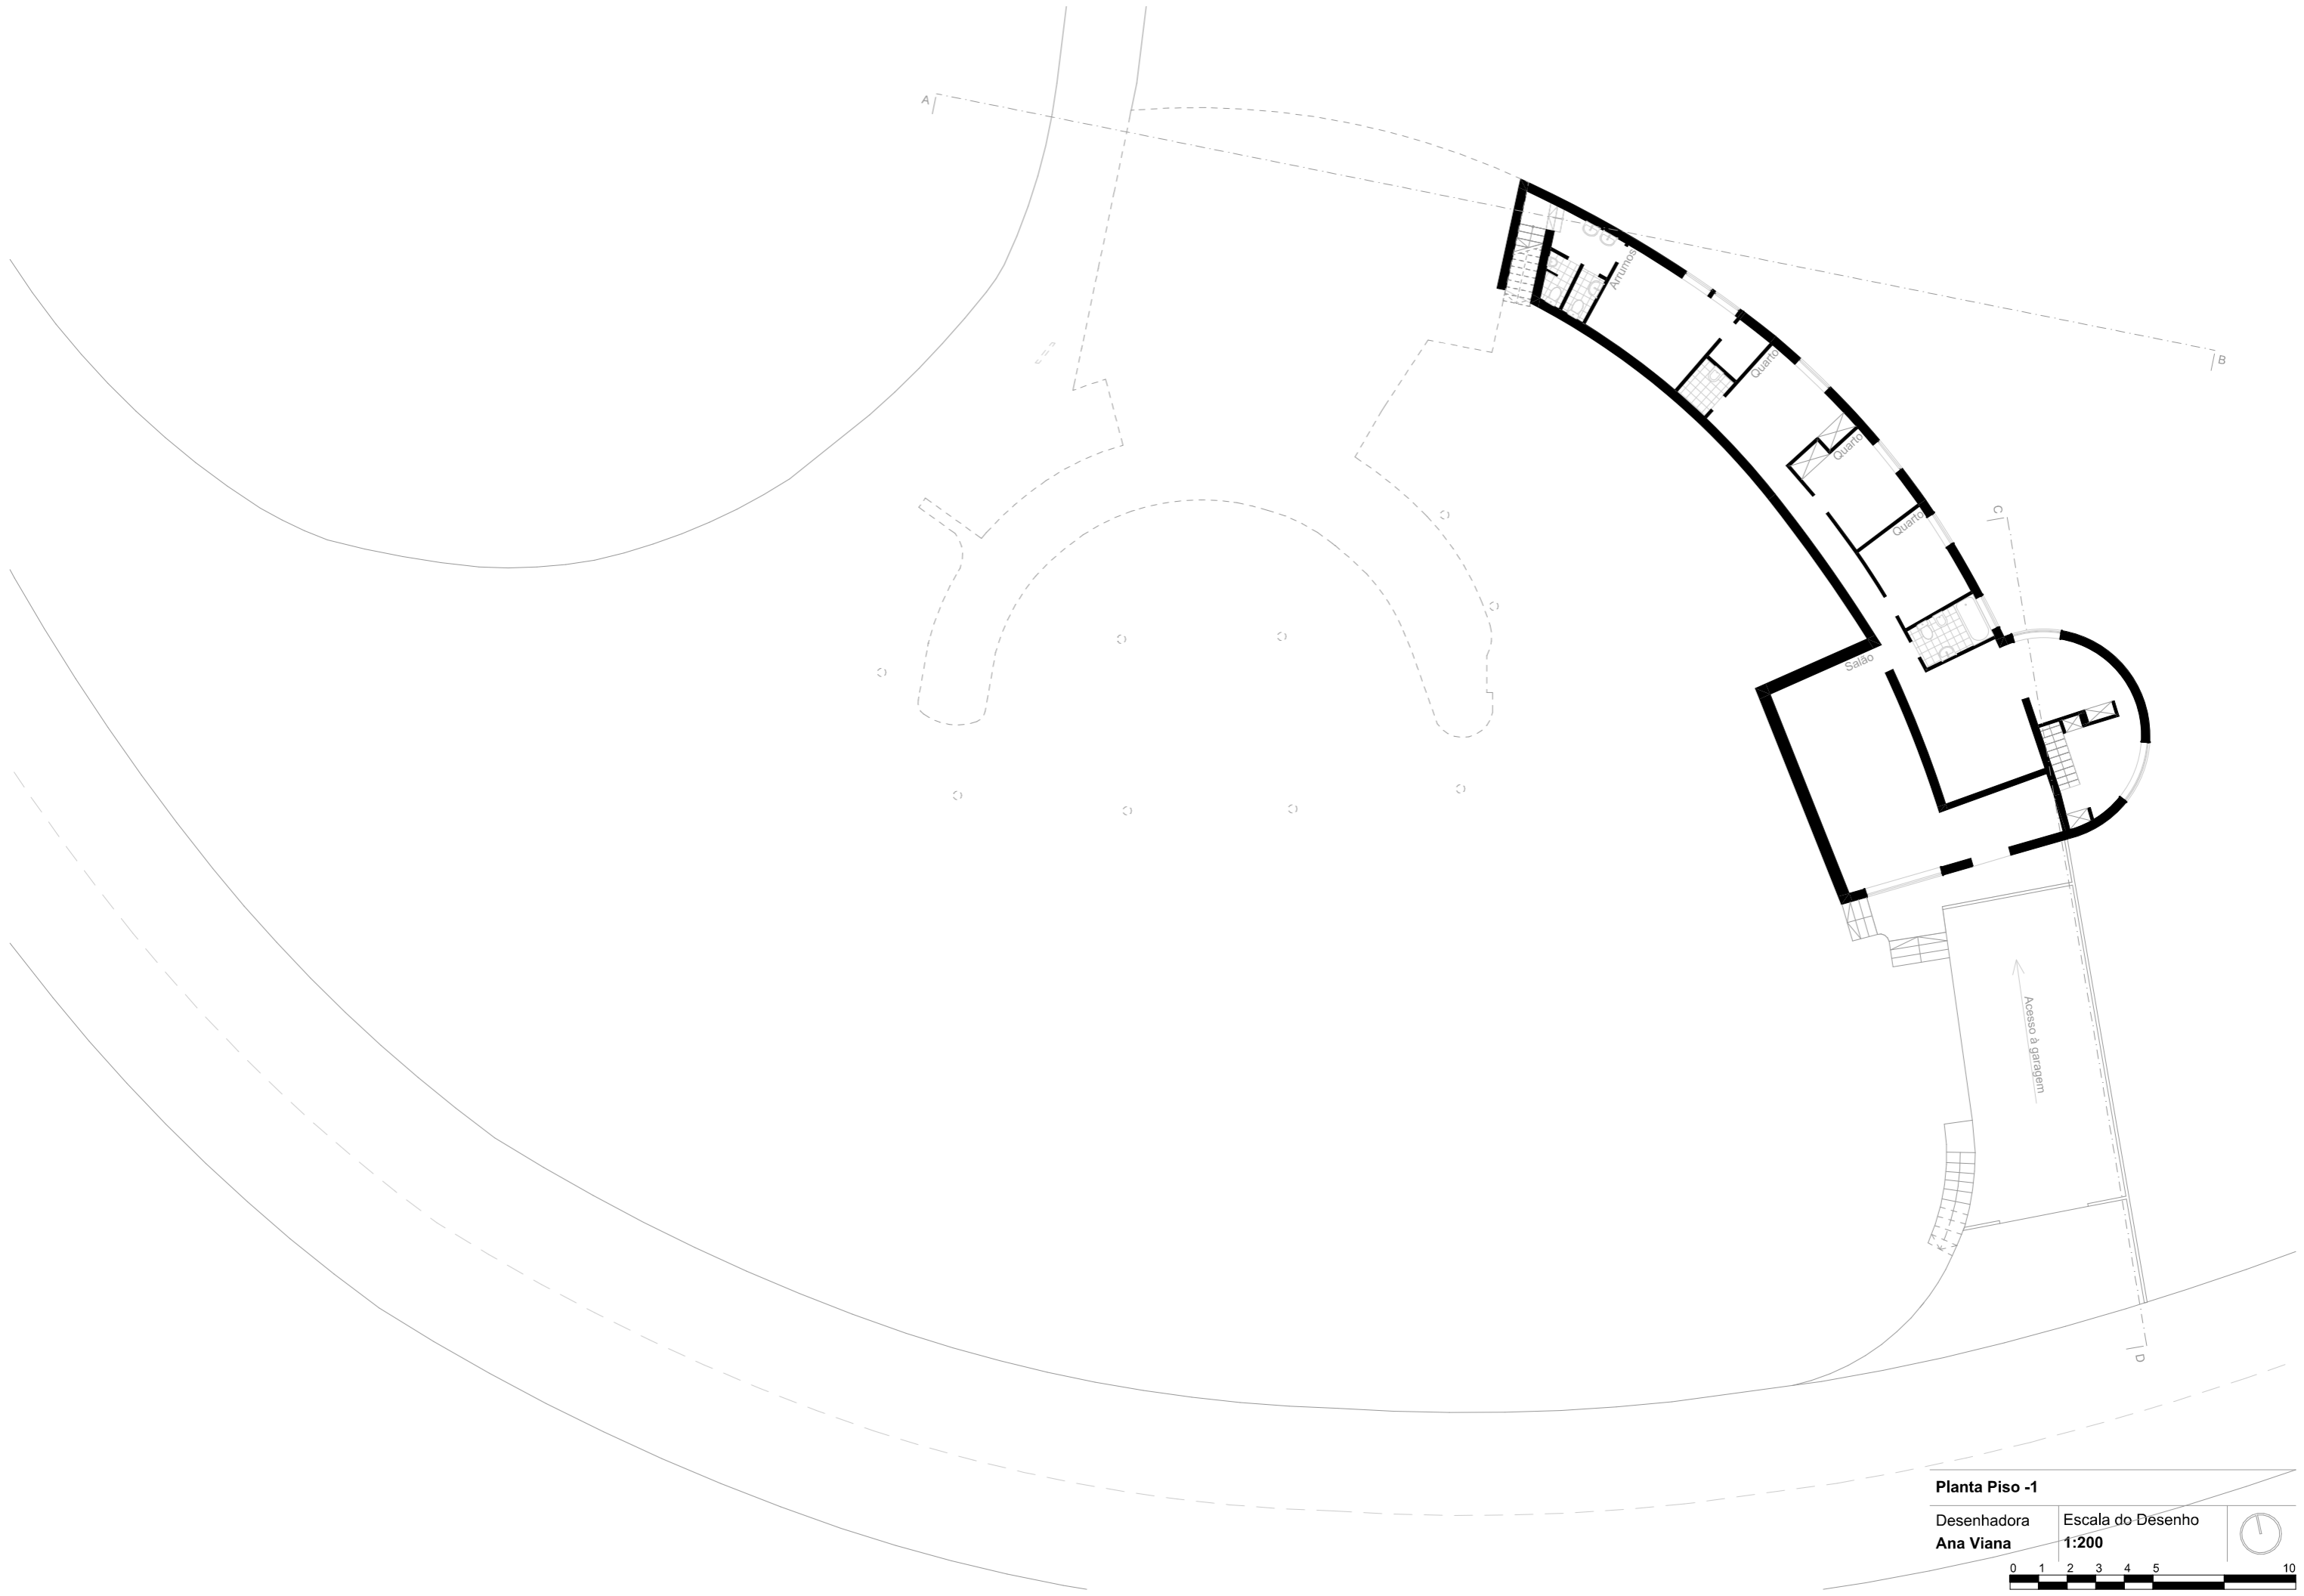 A
B
Arrumos
Quarto
Quarto
Quarto
C
Salão
Acesso à garagem
D
Planta Piso -1
Desenhadora
Ana Viana
Escala do Desenho
1:200
0 1 2 3 4 5 10